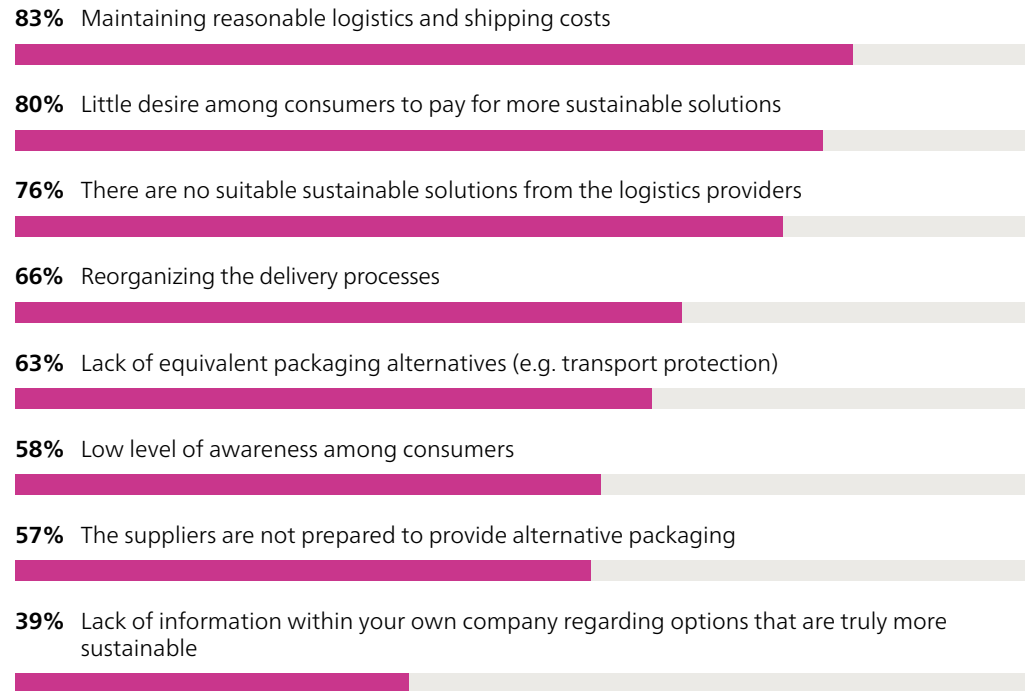 83% Maintaining reasonable logistics and shipping costs
80% Little desire among consumers to pay for more sustainable solutions
76% There are no suitable sustainable solutions from the logistics providers
66% Reorganizing the delivery processes
63% Lack of equivalent packaging alternatives (e.g. transport protection)
58% Low level of awareness among consumers
57% The suppliers are not prepared to provide alternative packaging
39% Lack of information within your own company regarding options that are truly more
sustainable